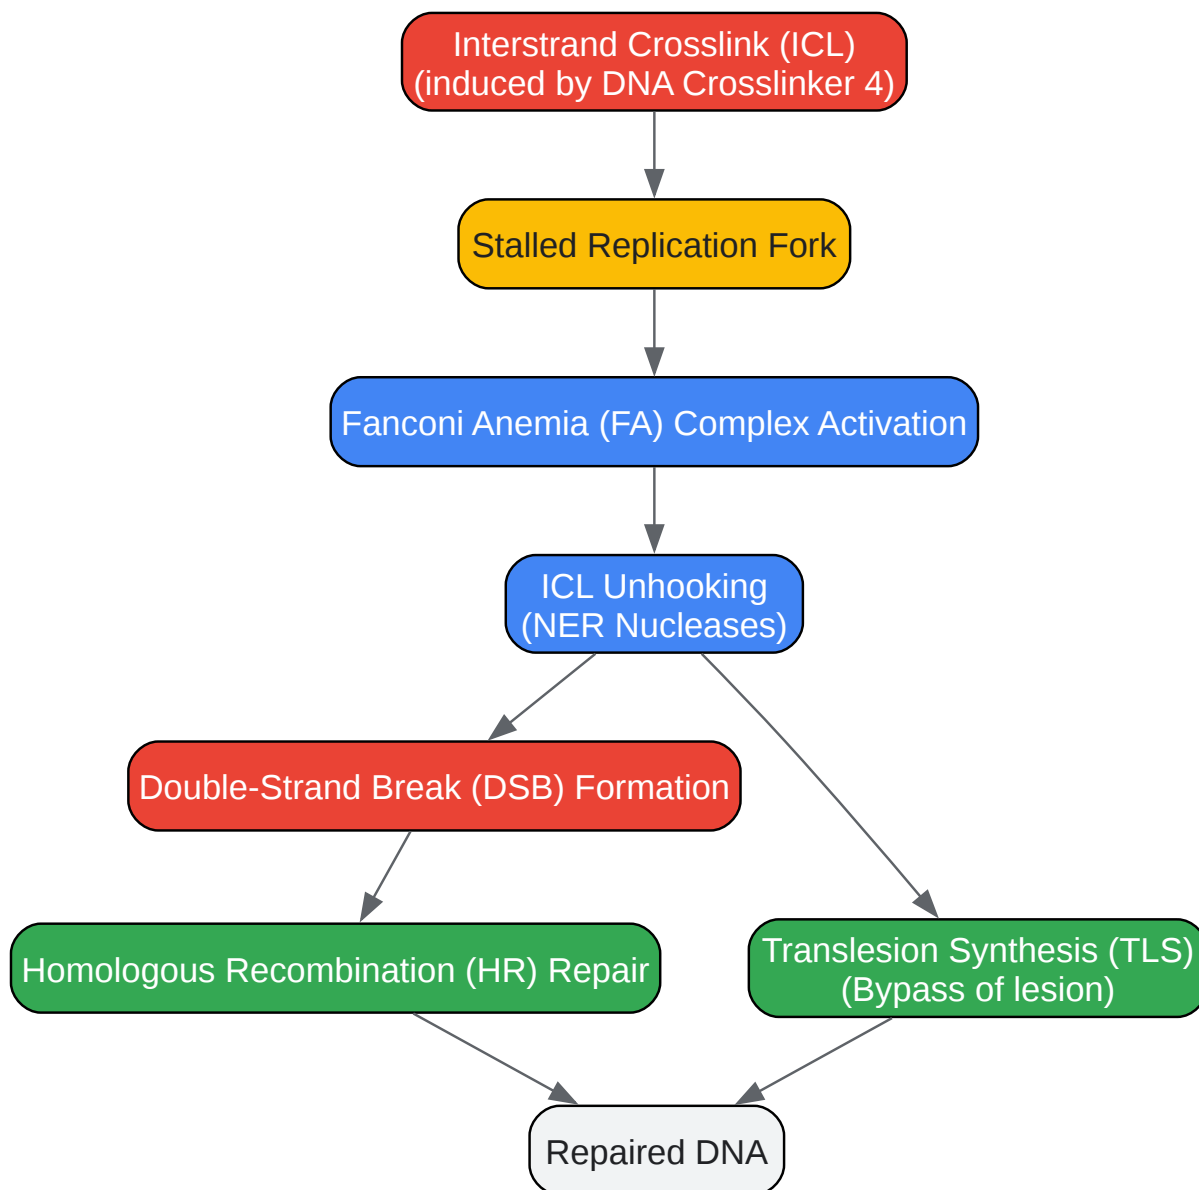 Interstrand Crosslink (ICL)
(induced by DNA Crosslinker 4)
Stalled Replication Fork
Fanconi Anemia (FA) Complex Activation
ICL Unhooking
(NER Nucleases)
Double-Strand Break (DSB) Formation
Homologous Recombination (HR) Repair
Translesion Synthesis (TLS)
(Bypass of lesion)
Repaired DNA